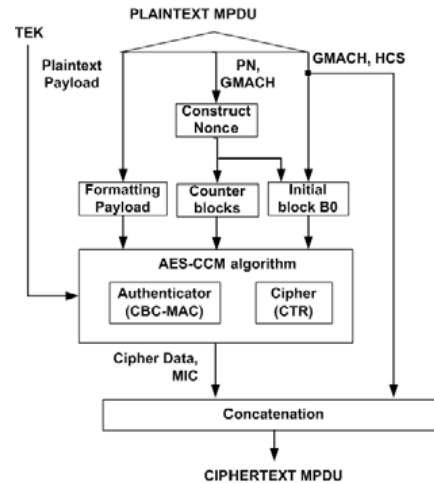 PLAINTEXT MPDU
TEK
Plaintext
Payload
PN,
GMACH
GMACH, HCS
Construct
Nonce
Formatting
Payload
Counter
blocks
Initial
block B0
AES-CCM algorithm
Authenticator
(CBC-MAC)
Cipher
(CTR)
Cipher Data,
MIC
Concatenation
CIPHERTEXT MPDU